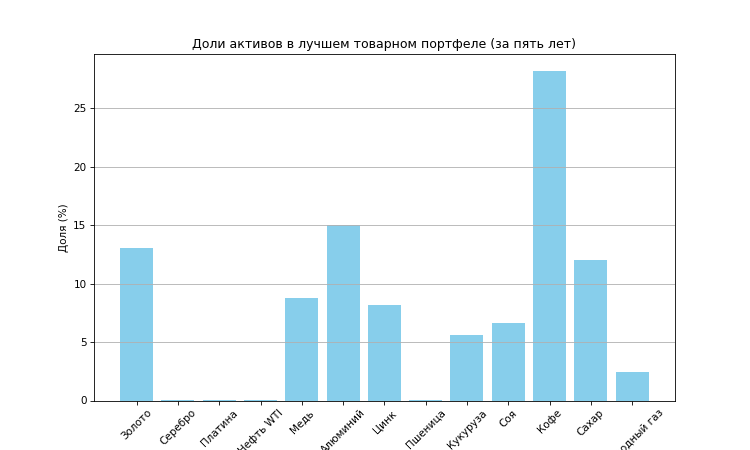 Доли активов в лучшем товарном портфеле (за пять лет)
Доля (%)
25
20
15
10
5
0
Золото
Серебро
Платина
Нефть WTI
Медь
Алюминий
Цинк
Пшеница
Кукуруза
Соя
Кофе
Сахар
газ